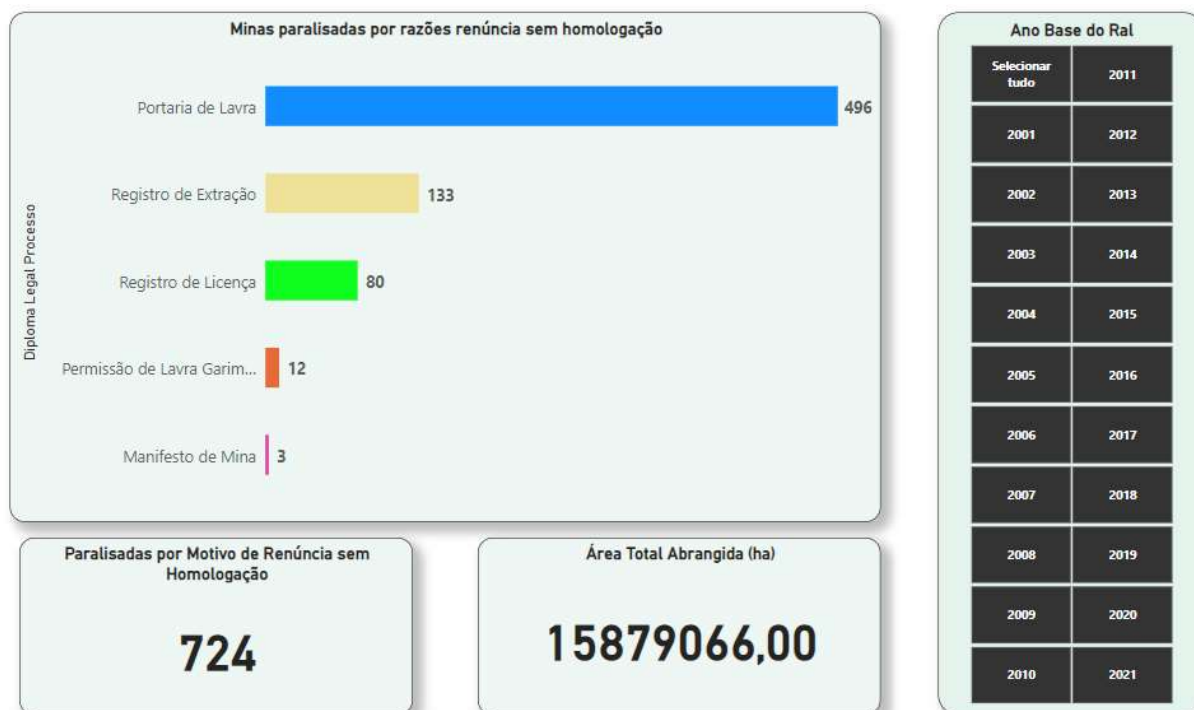 Minas paralisadas por razões renúncia sem homologação
Diploma Legal Processo
Portaria de Lavra 496
Registro de Extração 133
Registro de Licença 80
Permissão de Lavra Garim... 12
Manifesto de Mina 3
Paralisadas por Motivo de Renúncia sem
Homologação
724
Área Total Abrangida (ha)
15879066,00
Ano Base do Ral
Selecionar
tudo
2011
2001 2012
2002 2013
2003 2014
2004 2015
2005 2016
2006 2017
2007 2018
2008 2019
2009 2020
2010 2021